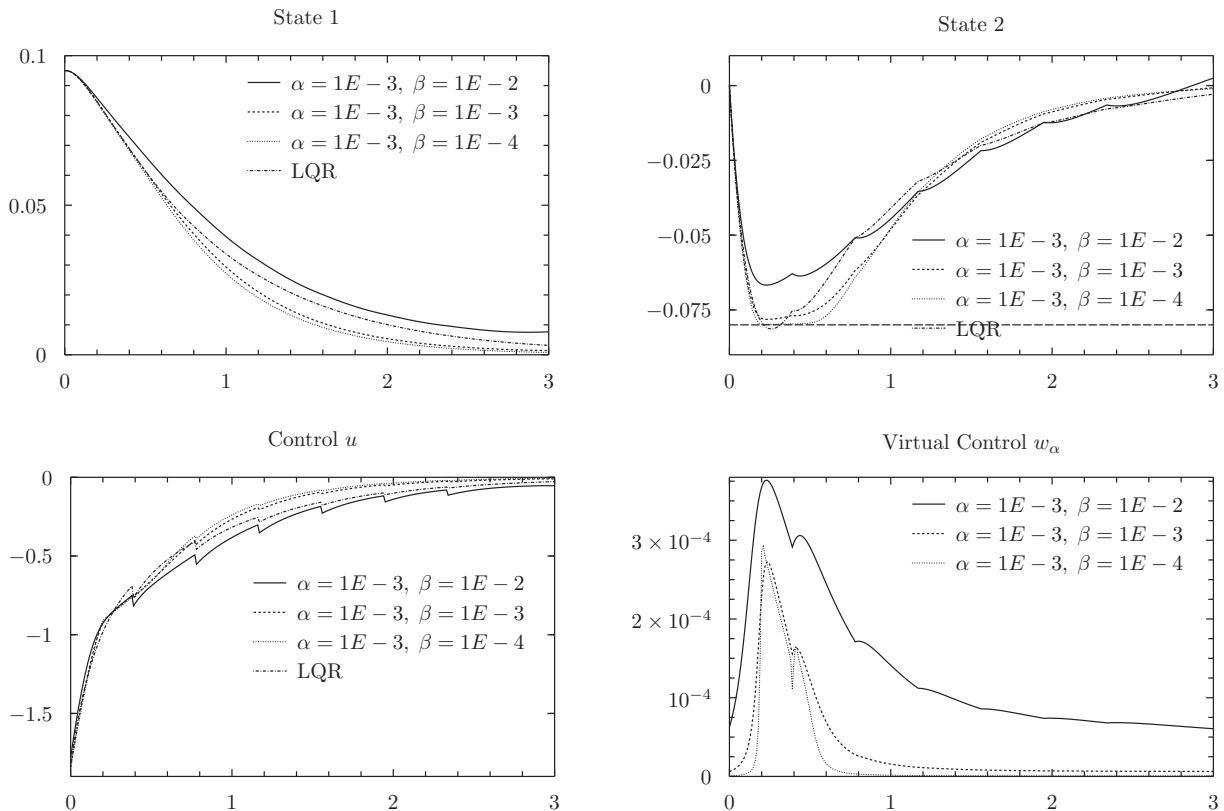 State 1
0.1
0.05
0
0
1
2
3
α = 1E − 3, β = 1E − 2
α = 1E − 3, β = 1E − 3
α = 1E − 3, β = 1E − 4
LQR
State 2
0
−0.025
−0.05
−0.075
0
1
2
3
α = 1E − 3, β = 1E − 2
α = 1E − 3, β = 1E − 3
α = 1E − 3, β = 1E − 4
LQR
Control u
0
−0.5
−1
−1.5
0
1
2
3
α = 1E − 3, β = 1E − 2
α = 1E − 3, β = 1E − 3
α = 1E − 3, β = 1E − 4
LQR
Virtual Control wα
3 × 10−4
2 × 10−4
10−4
0
0
1
2
3
α = 1E − 3, β = 1E − 2
α = 1E − 3, β = 1E − 3
α = 1E − 3, β = 1E − 4